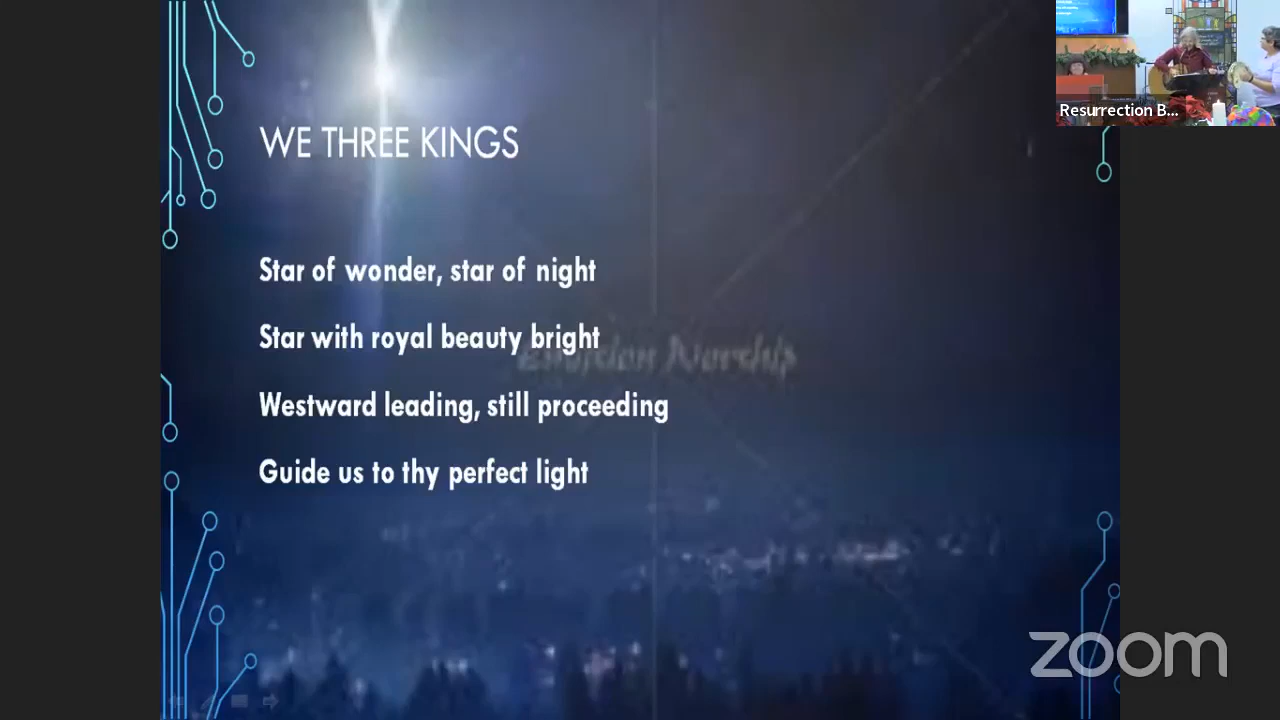 WE THREE KINGS
Star of wonder, star of night
Star with royal beauty bright
Westward leading, still proceeding
Guide us to thy perfect light
Resurrection B...
Worship
zoom